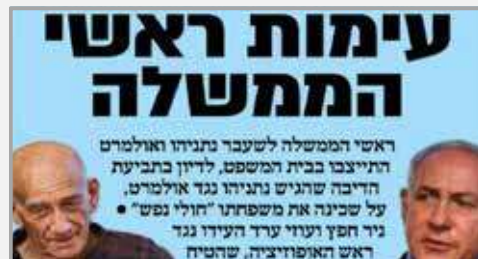 עימות ראשי
הממשלה
ראשי הממשלה לשעבר נתניהו ואולמרט
התייצבו בבית המשפט, לדיון בתביעת
הדיבה שהגיש נתניהו נגד אולמרט,
על שכינה את משפחתו "חולי נפש" •
ניר חפץ ועוזי ערד העידו נגד
ראש האופוזיציה, שהטיח